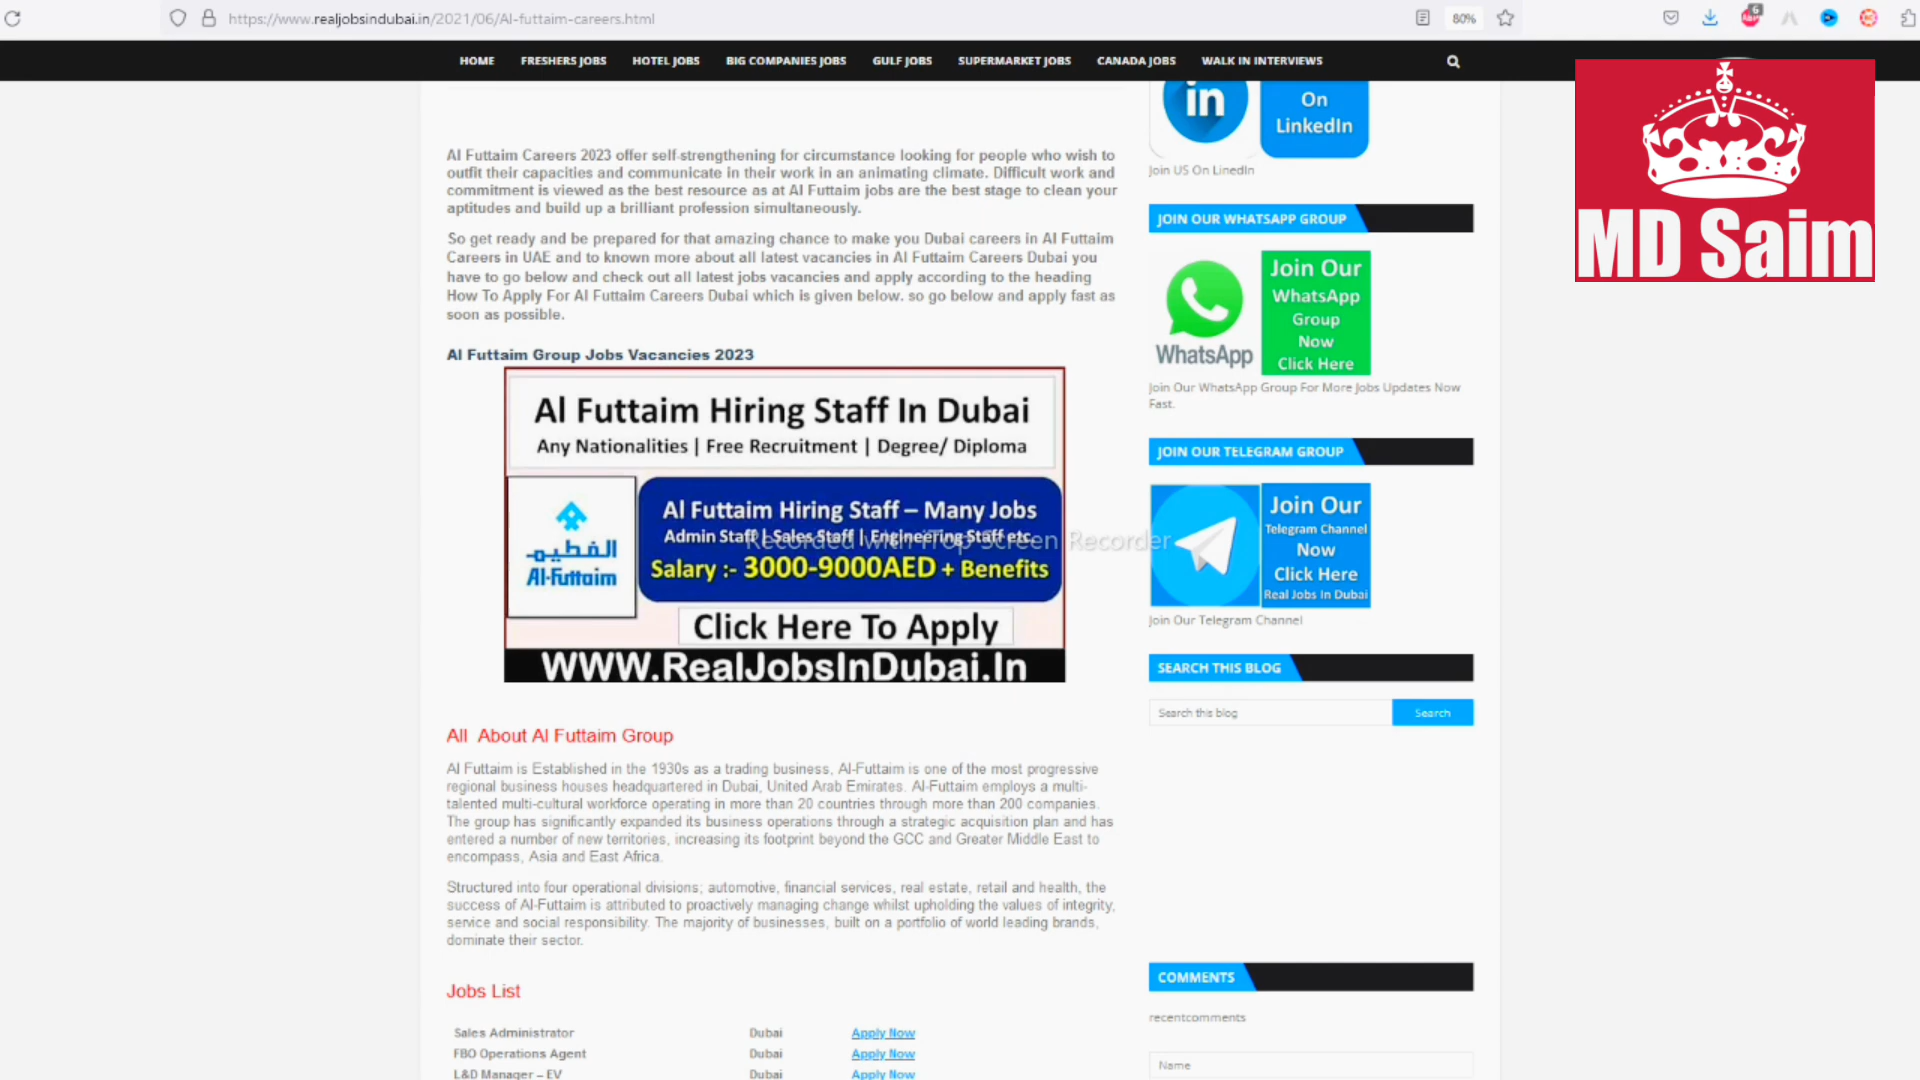 https://www.realjobsindubai.in/2021/06/Al-futtaim-careers.html
80%
6
HOME FRESHERS JOBS HOTEL JOBS BIG COMPANIES JOBS GULF JOBS SUPERMARKET JOBS CANADA JOBS WALK IN INTERVIEWS
MD Saim
Al Futtaim Careers 2023 offer self-strengthening for circumstance looking for people who wish to
outfit their capacities and communicate in their work in an animating climate. Difficult work and
commitment is viewed as the best resource as at Al Futtaim jobs are the best stage to clean your
aptitudes and build up a brilliant profession simultaneously.
So get ready and be prepared for that amazing chance to make you Dubai careers in Al Futtaim
Careers in UAE and to known more about all latest vacancies in Al Futtaim Careers Dubai you
have to go below and check out all latest jobs vacancies and apply according to the heading
How To Apply For Al Futtaim Careers Dubai which is given below. so go below and apply fast as
soon as possible.
Al Futtaim Group Jobs Vacancies 2023
Al Futtaim Hiring Staff In Dubai
Any Nationalities | Free Recruitment | Degree/ Diploma
الفطيم
Al-Futtaim
Al Futtaim Hiring Staff – Many Jobs
Admin Staff | Sales Staff | Engineering Staff etc.
Salary :- 3000-9000AED + Benefits
Click Here To Apply
WWW.RealJobsInDubai.In
Recorded with iTop Screen Recorder
All About Al Futtaim Group
Al Futtaim is Established in the 1930s as a trading business, Al-Futtaim is one of the most progressive
regional business houses headquartered in Dubai, United Arab Emirates. Al-Futtaim employs a multi-
talented multi-cultural workforce operating in more than 20 countries through more than 200 companies.
The group has significantly expanded its business operations through a strategic acquisition plan and has
entered a number of new territories, increasing its footprint beyond the GCC and Greater Middle East to
encompass, Asia and East Africa.
Structured into four operational divisions; automotive, financial services, real estate, retail and health, the
success of Al-Futtaim is attributed to proactively managing change whilst upholding the values of integrity,
service and social responsibility. The majority of businesses, built on a portfolio of world leading brands,
dominate their sector.
Jobs List
Sales Administrator Dubai Apply Now
FBO Operations Agent Dubai Apply Now
L&D Manager – EV Dubai Apply Now
in
On
LinkedIn
Join US On LinedIn
JOIN OUR WHATSAPP GROUP
WhatsApp
Join Our
WhatsApp
Group
Now
Click Here
Join Our WhatsApp Group For More Jobs Updates Now
Fast.
JOIN OUR TELEGRAM GROUP
Join Our
Telegram Channel
Now
Click Here
Real Jobs In Dubai
Join Our Telegram Channel
SEARCH THIS BLOG
Search this blog
Search
COMMENTS
recentcomments
Name